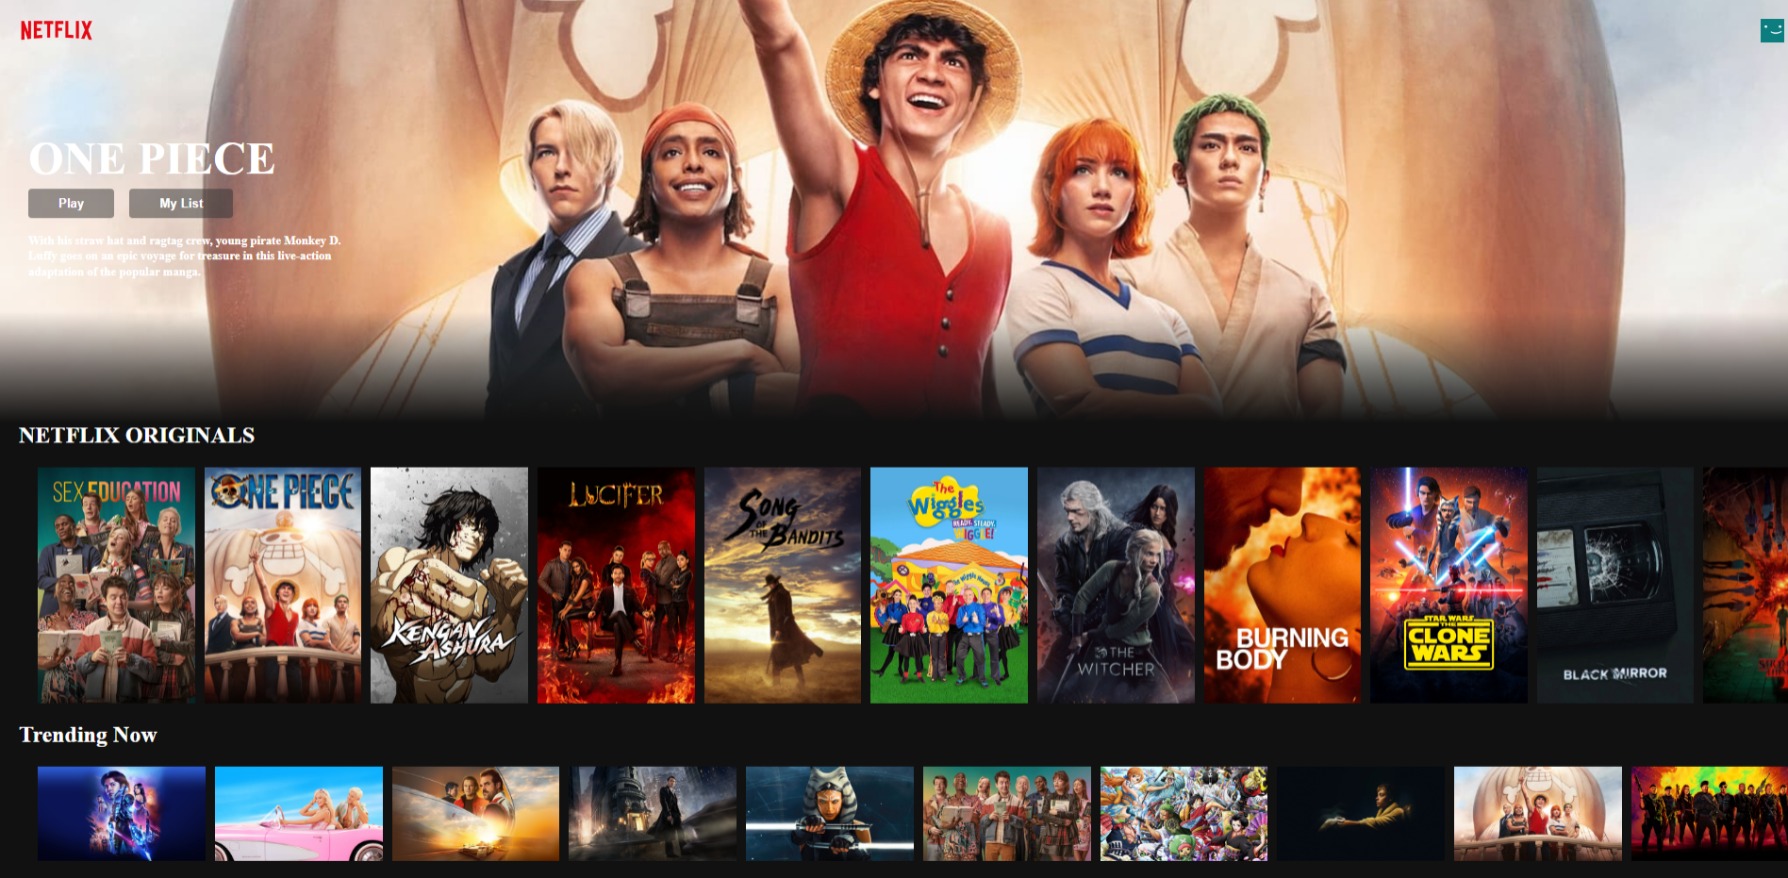 NETFLIX
ONE PIECE
Play
My List
With his straw hat and ragtag crew, young pirate Monkey D.
Luffy goes on an epic voyage for treasure in this live-action
adaptation of the popular manga.
NETFLIX ORIGINALS
SEX EDUCATION
ONE PIECE
KENGAN
ASHURA
LUCIFER
SONG
OF THE BANDITS
The
Wiggles
READY, STEADY,
WIGGLE!
THE
WITCHER
BURNING
BODY
STAR WARS
THE
CLONE
WARS
BLACK MIRROR
Trending Now